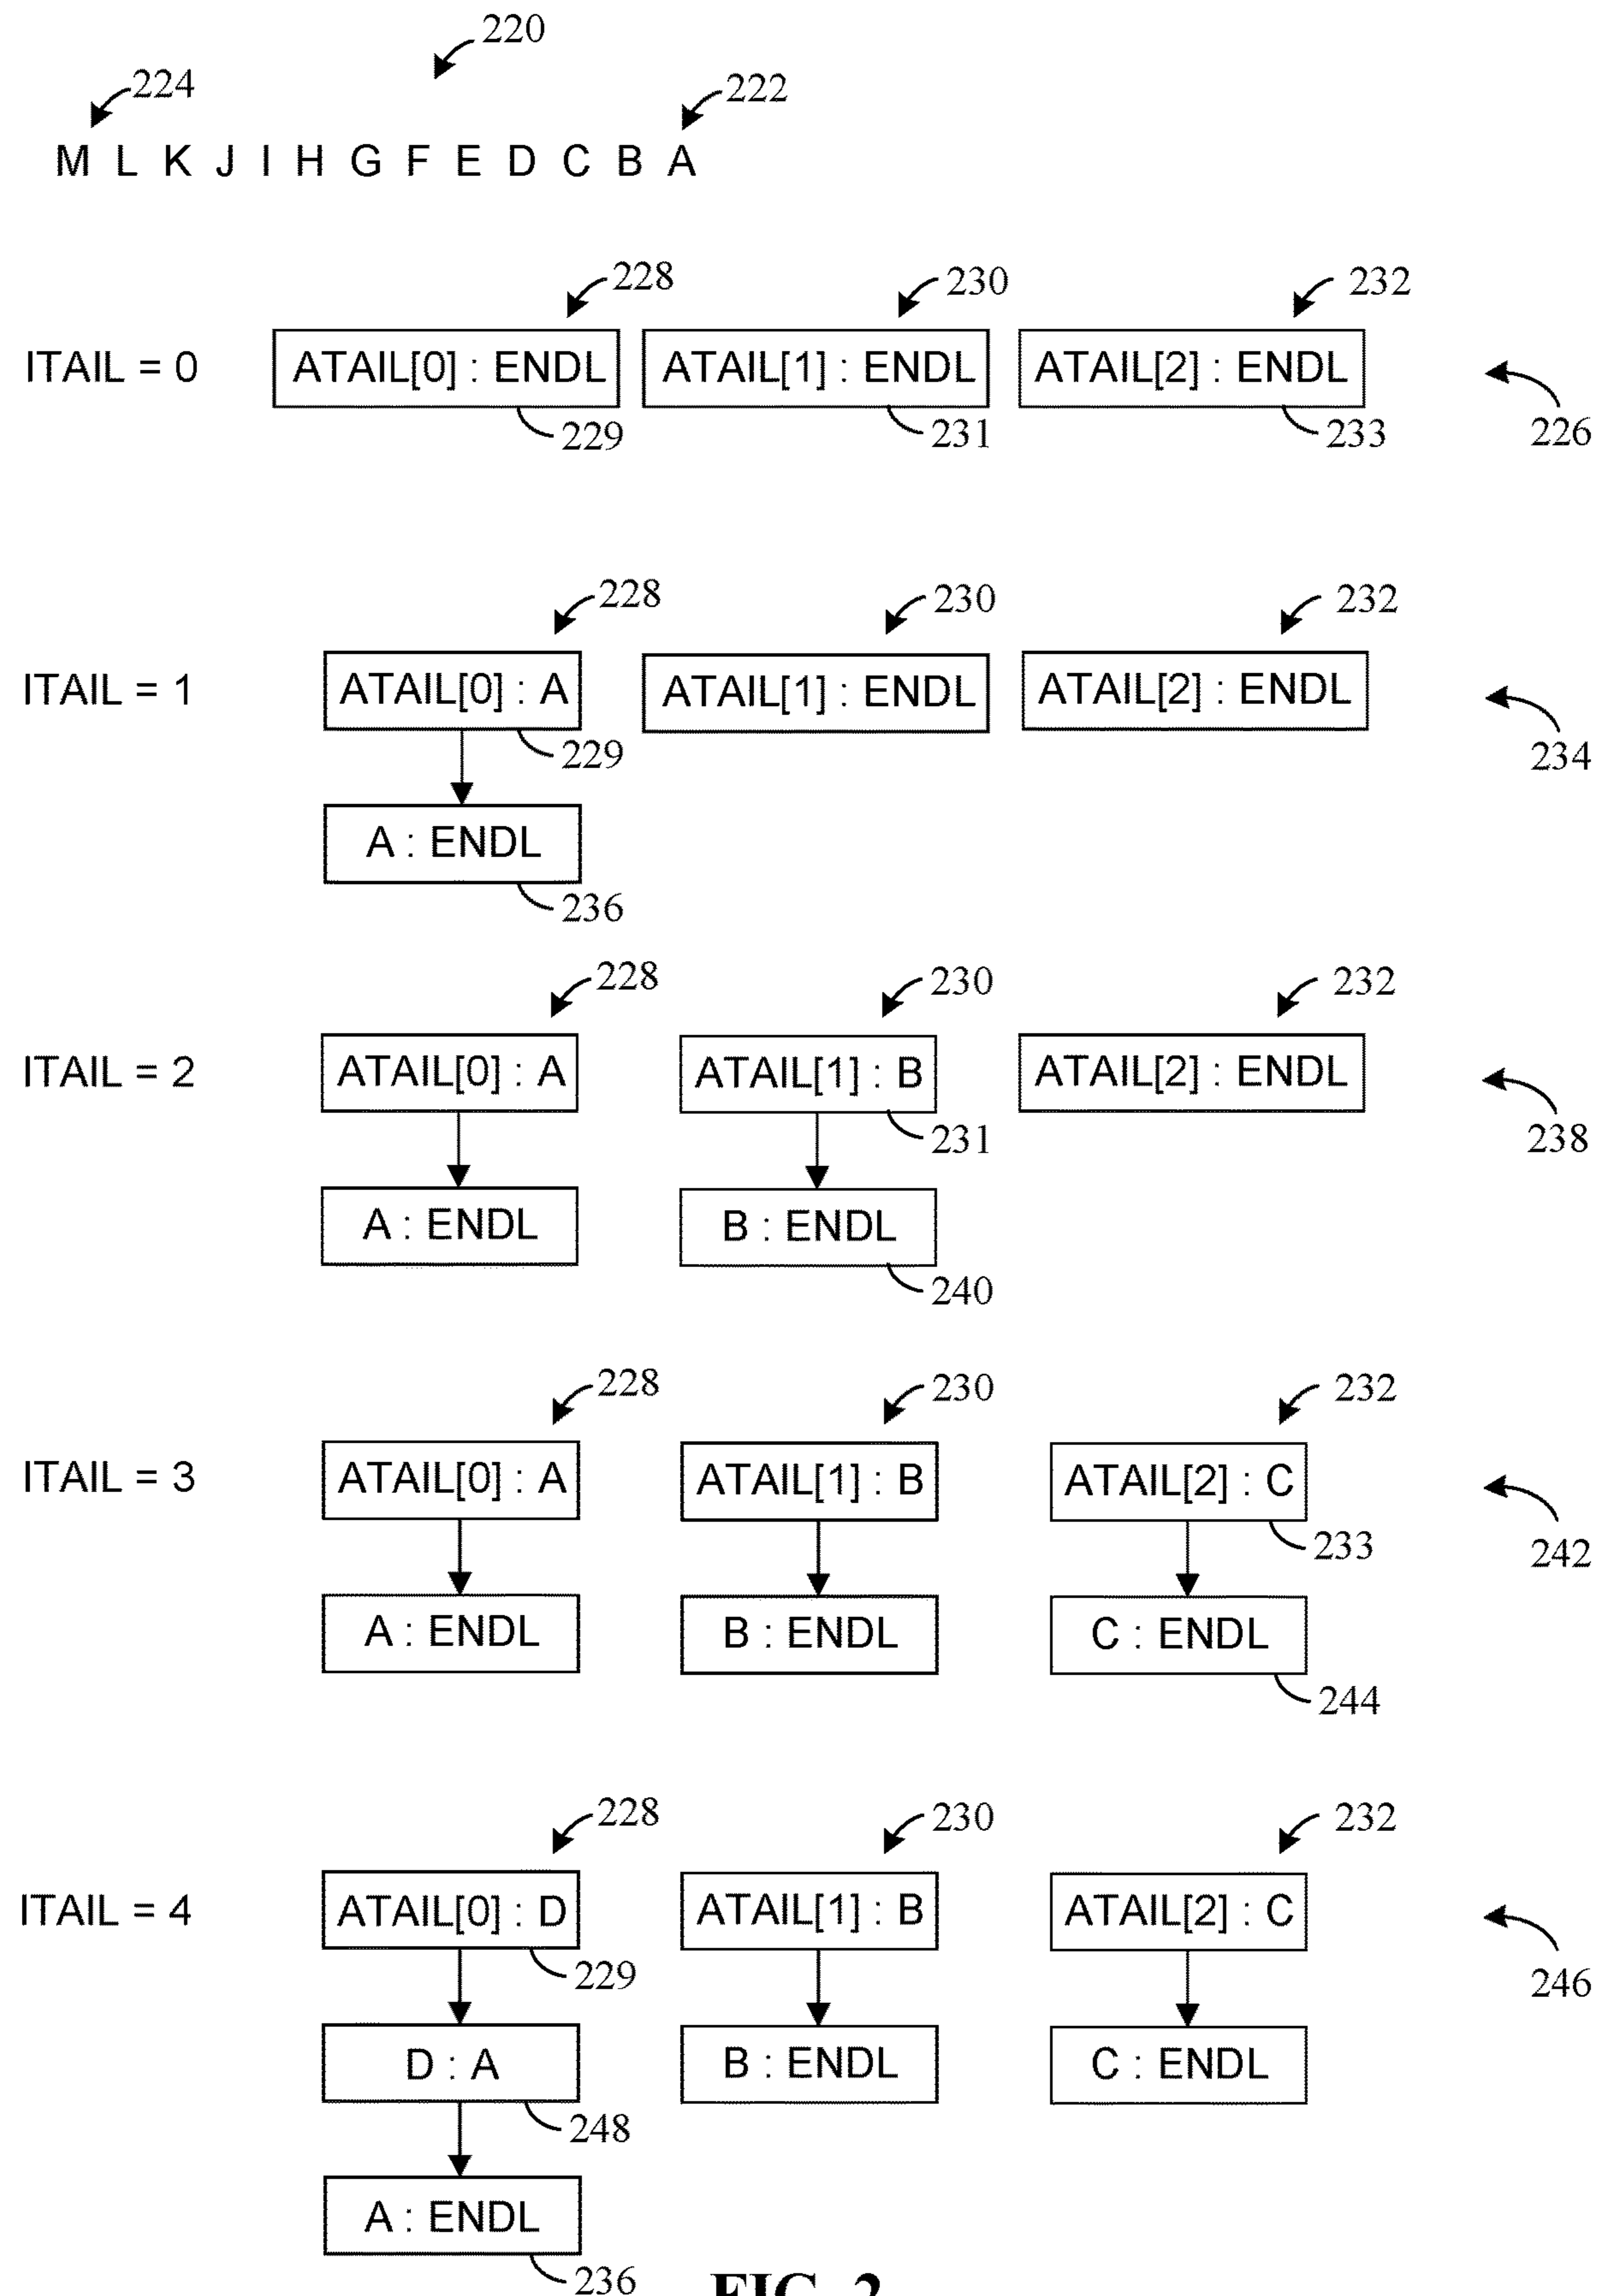 220
224
222
M L K J I H G F E D C B A
228 230 232
ITAIL = 0 ATAIL[0] : ENDL ATAIL[1] : ENDL ATAIL[2] : ENDL
229 231 233 226
228 230 232
ITAIL = 1 ATAIL[0] : A ATAIL[1] : ENDL ATAIL[2] : ENDL
229 234
A : ENDL
236
228 230 232
ITAIL = 2 ATAIL[0] : A ATAIL[1] : B ATAIL[2] : ENDL
231 238
A : ENDL B : ENDL
240
228 230 232
ITAIL = 3 ATAIL[0] : A ATAIL[1] : B ATAIL[2] : C
233 242
A : ENDL B : ENDL C : ENDL
244
228 230 232
ITAIL = 4 ATAIL[0] : D ATAIL[1] : B ATAIL[2] : C
229 246
D : A B : ENDL C : ENDL
248
A : ENDL
236
FIG. 2